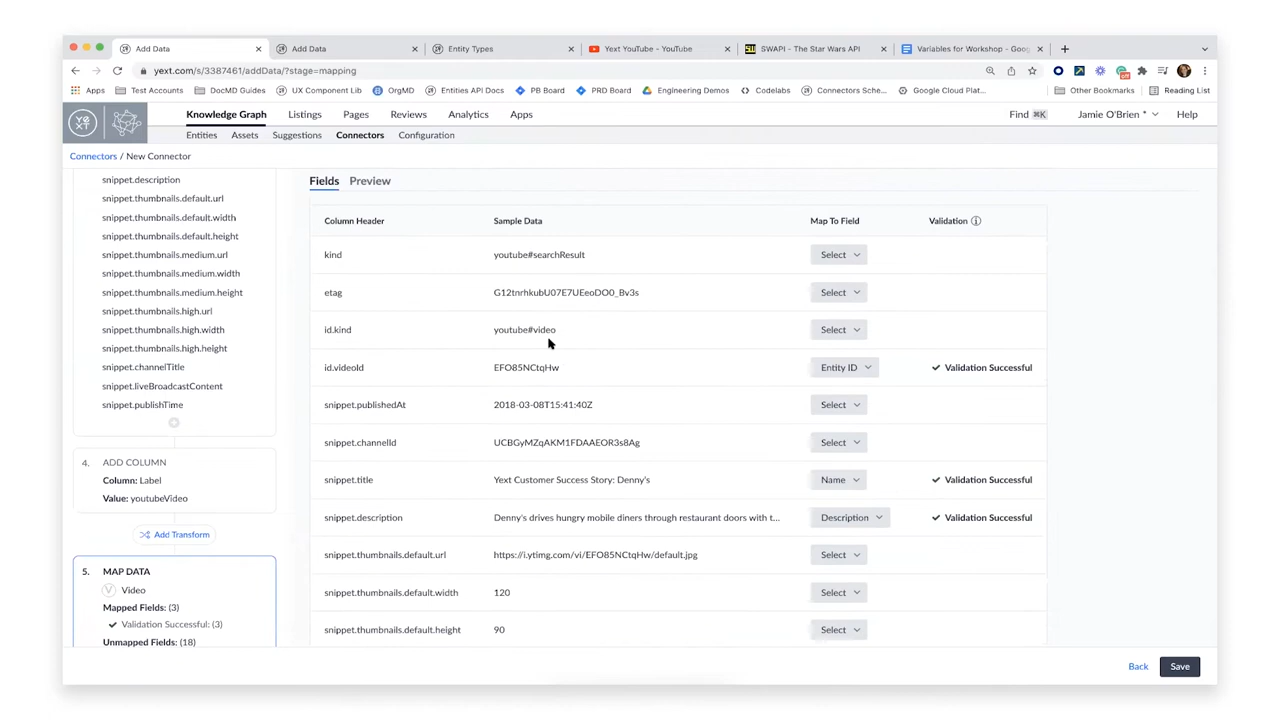 Add Data
Add Data
Entity Types
Yext YouTube - YouTube
SWAPI - The Star Wars API
Variables for Workshop - Goog
yext.com/s/3387461/addData/?stage=mapping
Apps
Test Accounts
DocMD Guides
UX Component Lib
OrgMD
Entities API Docs
PB Board
PRD Board
Engineering Demos
Codelabs
Connectors Sche...
Google Cloud Plat...
Other Bookmarks
Reading List
yext
Knowledge Graph
Listings
Pages
Reviews
Analytics
Apps
Find ⌘K
Jamie O'Brien *
Help
Entities
Assets
Suggestions
Connectors
Configuration
Connectors / New Connector
snippet.description
snippet.thumbnails.default.url
snippet.thumbnails.default.width
snippet.thumbnails.default.height
snippet.thumbnails.medium.url
snippet.thumbnails.medium.width
snippet.thumbnails.medium.height
snippet.thumbnails.high.url
snippet.thumbnails.high.width
snippet.thumbnails.high.height
snippet.channelTitle
snippet.liveBroadcastContent
snippet.publishTime
4. ADD COLUMN
Column: Label
Value: youtubeVideo
Add Transform
5. MAP DATA
V Video
Mapped Fields: (3)
Validation Successful: (3)
Unmapped Fields: (18)
Fields Preview
Column Header Sample Data Map To Field Validation
kind youtube#searchResult Select
etag G12tnrhkubU07E7UEeoDO0_Bv3s Select
id.kind youtube#video Select
id.videoId EFO85NCtqHw Entity ID Validation Successful
snippet.publishedAt 2018-03-08T15:41:40Z Select
snippet.channelId UCBGyMZqAKM1FDAAEOR3s8Ag Select
snippet.title Yext Customer Success Story: Denny's Name Validation Successful
snippet.description Denny's drives hungry mobile diners through restaurant doors with t... Description Validation Successful
snippet.thumbnails.default.url https://i.ytimg.com/vi/EFO85NCtqHw/default.jpg Select
snippet.thumbnails.default.width 120 Select
snippet.thumbnails.default.height 90 Select
Back Save